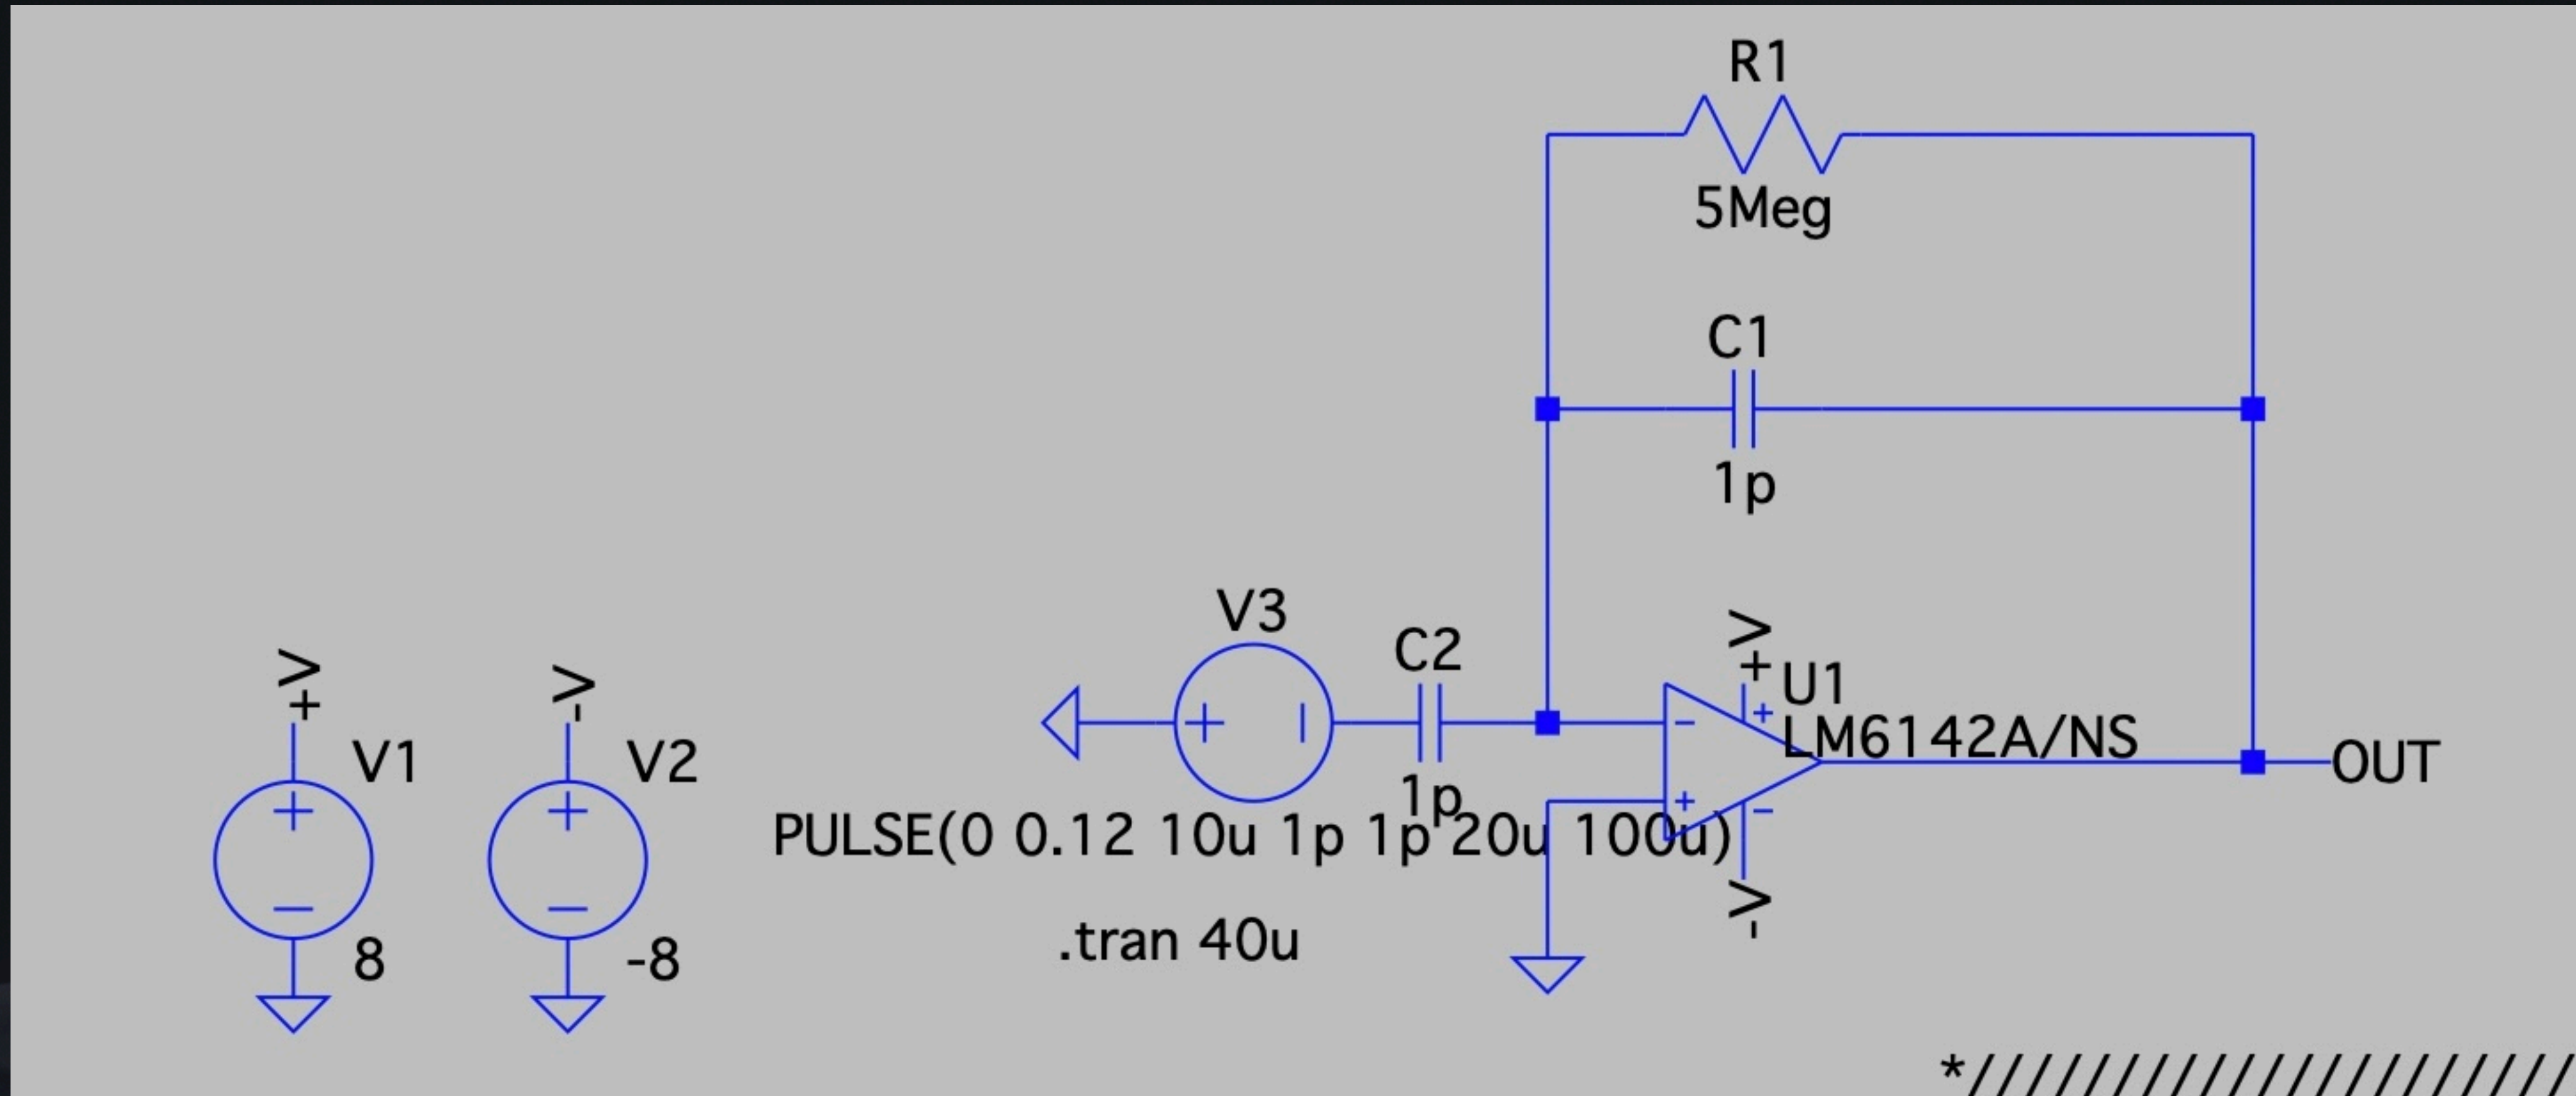 R1
5Meg
C1
1p
V3
C2
1p
+V
-V
V1
V2
8
-8
+V
U1
LM6142A/NS
OUT
-V
PULSE(0 0.12 10u 1p 1p 20u 100u)
.tran 40u
*////////////////////